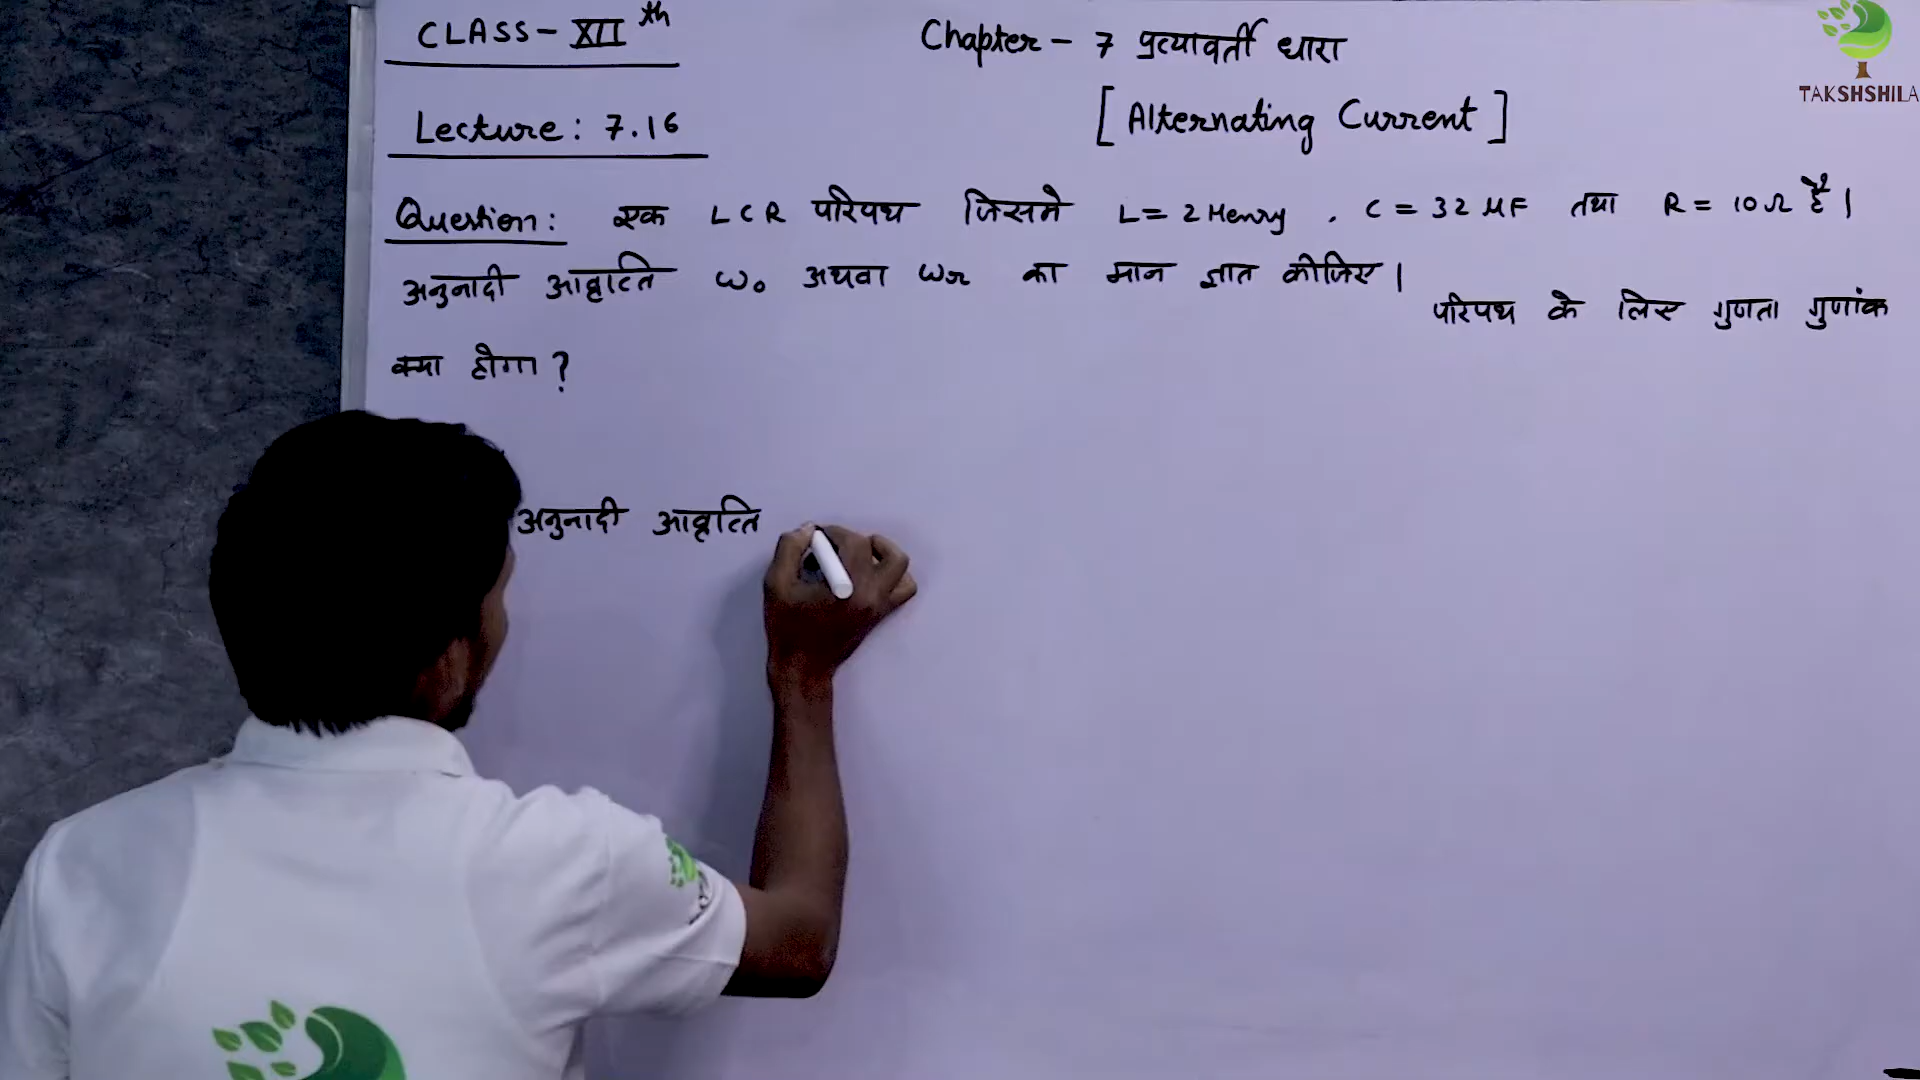 CLASS - XII th
Chapter - 7 प्रत्यावर्ती धारा
[Alternating Current]
TAKSHSHILA
Lecture: 7.16
Question: एक LCR परिपथ जिसमे L = 2 Henry , C = 32 μF तथा R = 10 Ω है।
अनुनादी आवृत्ति ω₀ अथवा ωr का मान ज्ञात कीजिए।
परिपथ के लिए गुणता गुणांक
क्या होगा?
अनुनादी आवृत्ति